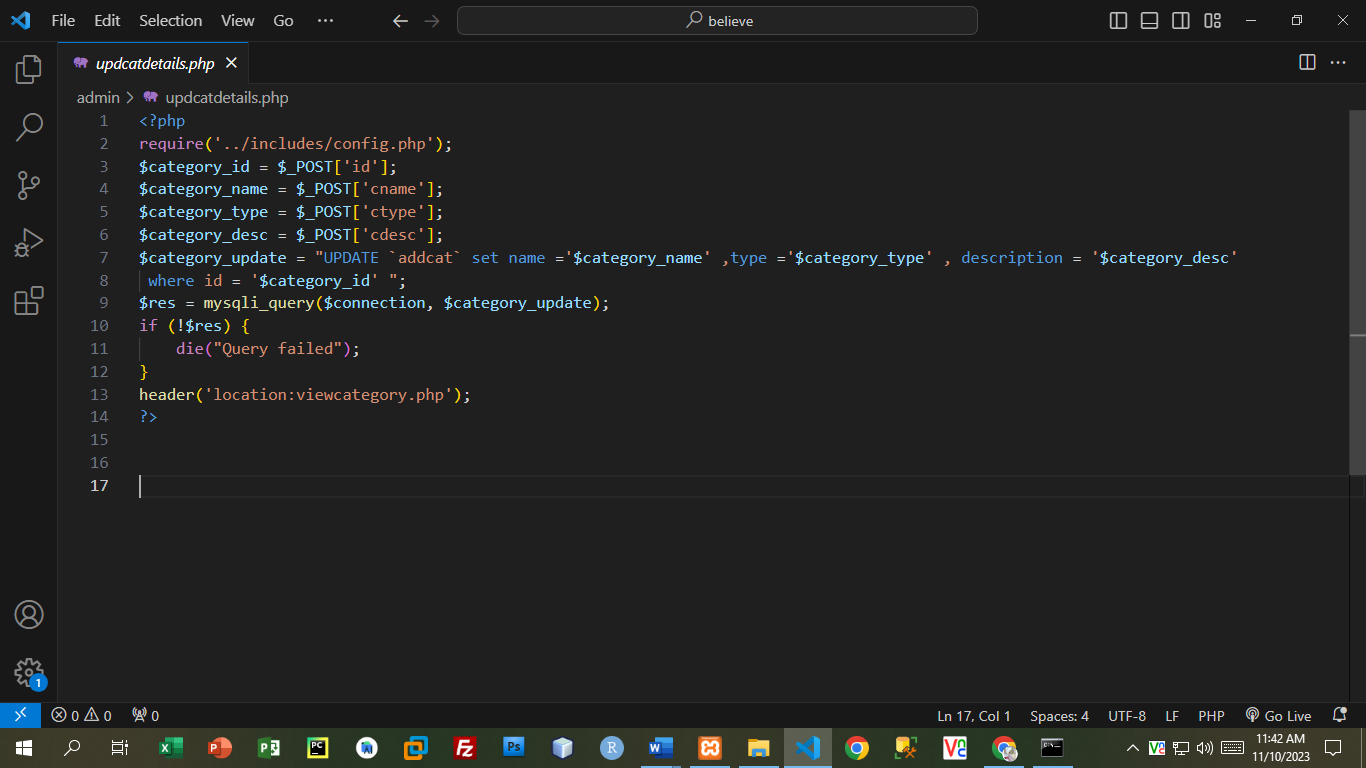 File Edit Selection View Go ··· believe
updcatdetails.php
admin > updcatdetails.php
1 <?php
2 require('../includes/config.php');
3 $category_id = $_POST['id'];
4 $category_name = $_POST['cname'];
5 $category_type = $_POST['ctype'];
6 $category_desc = $_POST['cdesc'];
7 $category_update = "UPDATE `addcat` set name ='$category_name' ,type ='$category_type' , description = '$category_desc'
8  where id = '$category_id' ";
9 $res = mysqli_query($connection, $category_update);
10 if (!$res) {
11     die("Query failed");
12 }
13 header('location:viewcategory.php');
14 ?>
15
16
17
1
0 0 0 Ln 17, Col 1 Spaces: 4 UTF-8 LF PHP Go Live
11:42 AM
11/10/2023